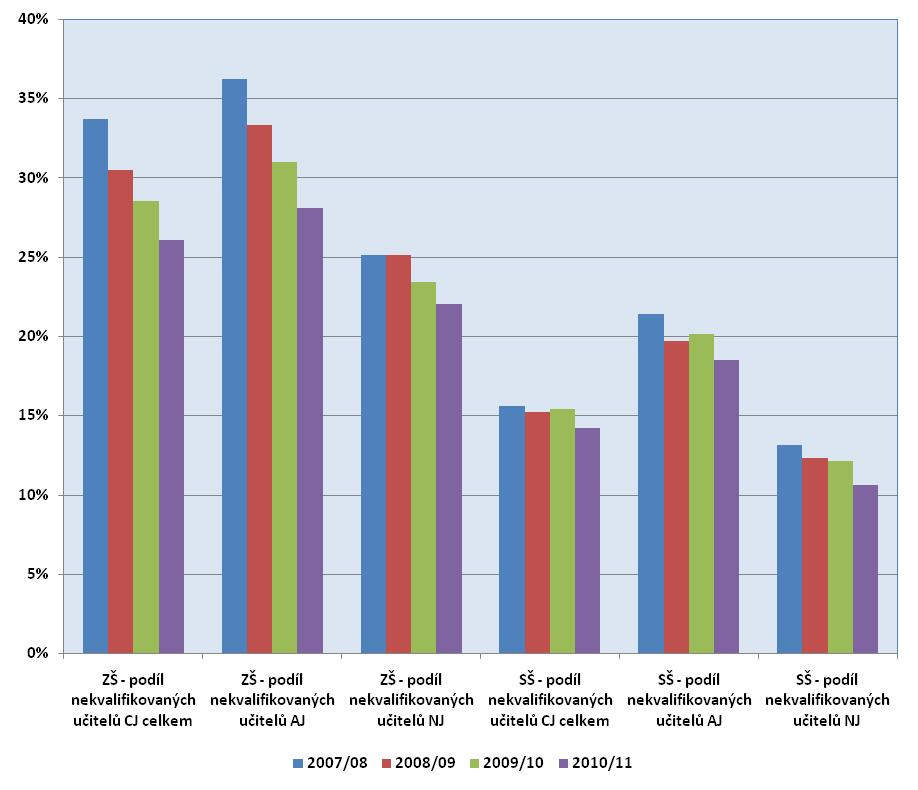 40%
35%
30%
25%
20%
15%
10%
5%
0%
ZŠ - podíl
nekvalifikovaných
učitelů CJ celkem
ZŠ - podíl
nekvalifikovaných
učitelů AJ
ZŠ - podíl
nekvalifikovaných
učitelů NJ
SŠ - podíl
nekvalifikovaných
učitelů CJ celkem
SŠ - podíl
nekvalifikovaných
učitelů AJ
SŠ - podíl
nekvalifikovaných
učitelů NJ
2007/08 2008/09 2009/10 2010/11